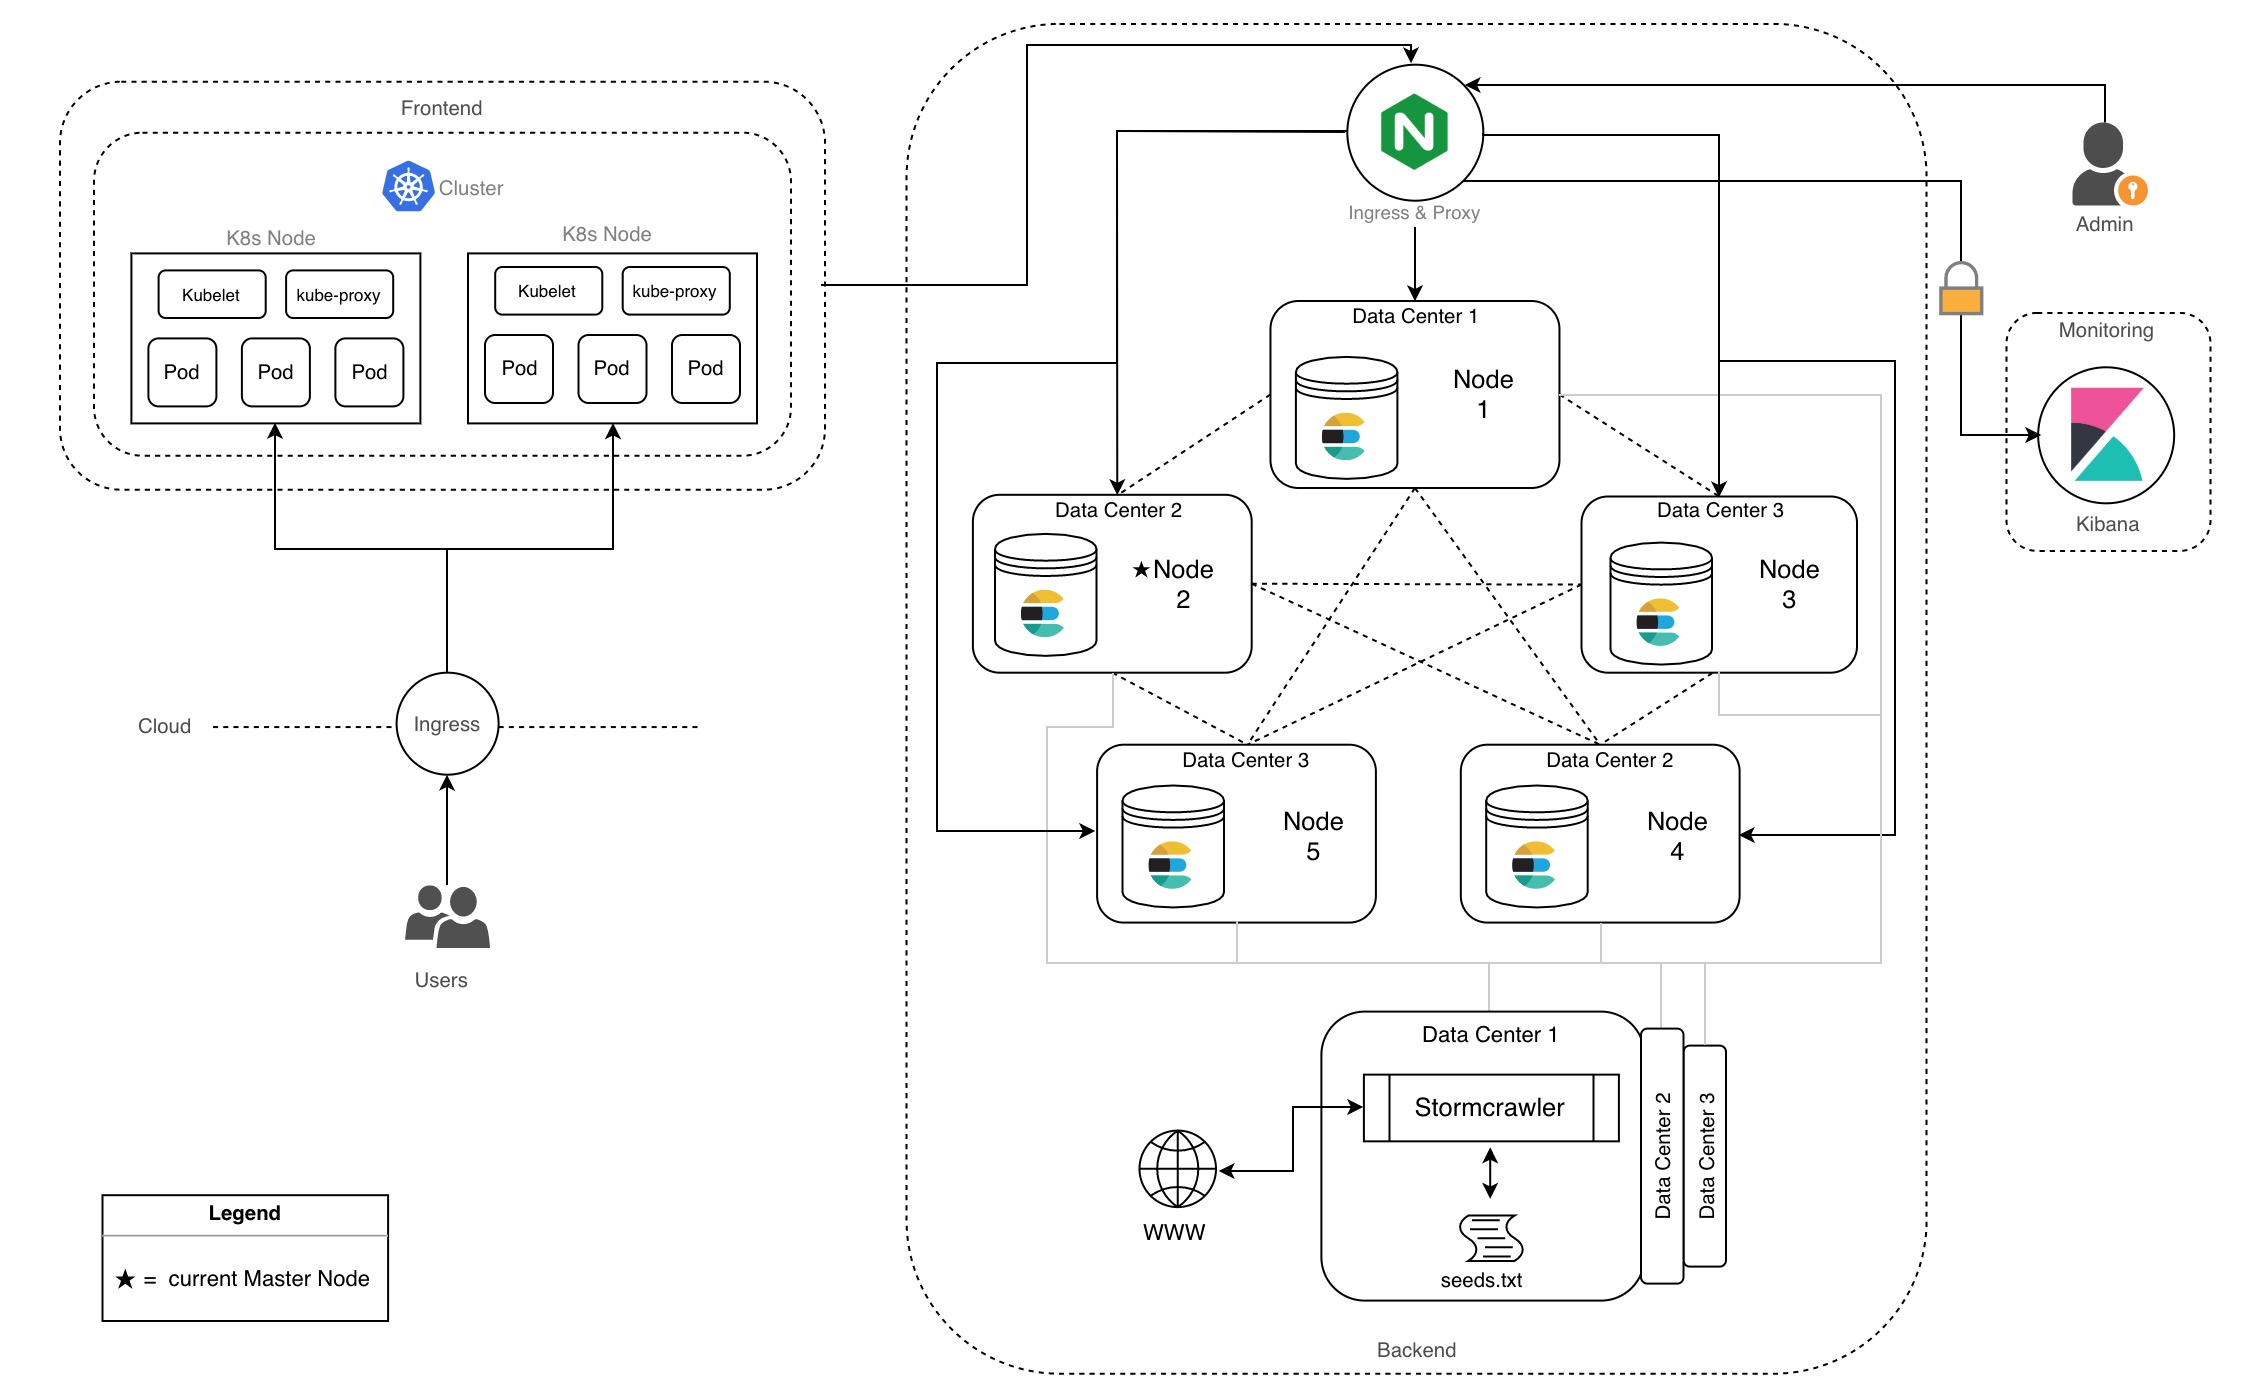 Frontend
Cluster
K8s Node
Kubelet
kube-proxy
Pod
Pod
Pod
K8s Node
Kubelet
kube-proxy
Pod
Pod
Pod
Cloud
Ingress
Users
Legend
★ = current Master Node
N
Ingress & Proxy
Admin
Monitoring
Kibana
Data Center 1
Node
1
Data Center 2
★Node
2
Data Center 3
Node
3
Data Center 3
Node
5
Data Center 2
Node
4
Data Center 1
Stormcrawler
seeds.txt
Data Center 2
Data Center 3
WWW
Backend